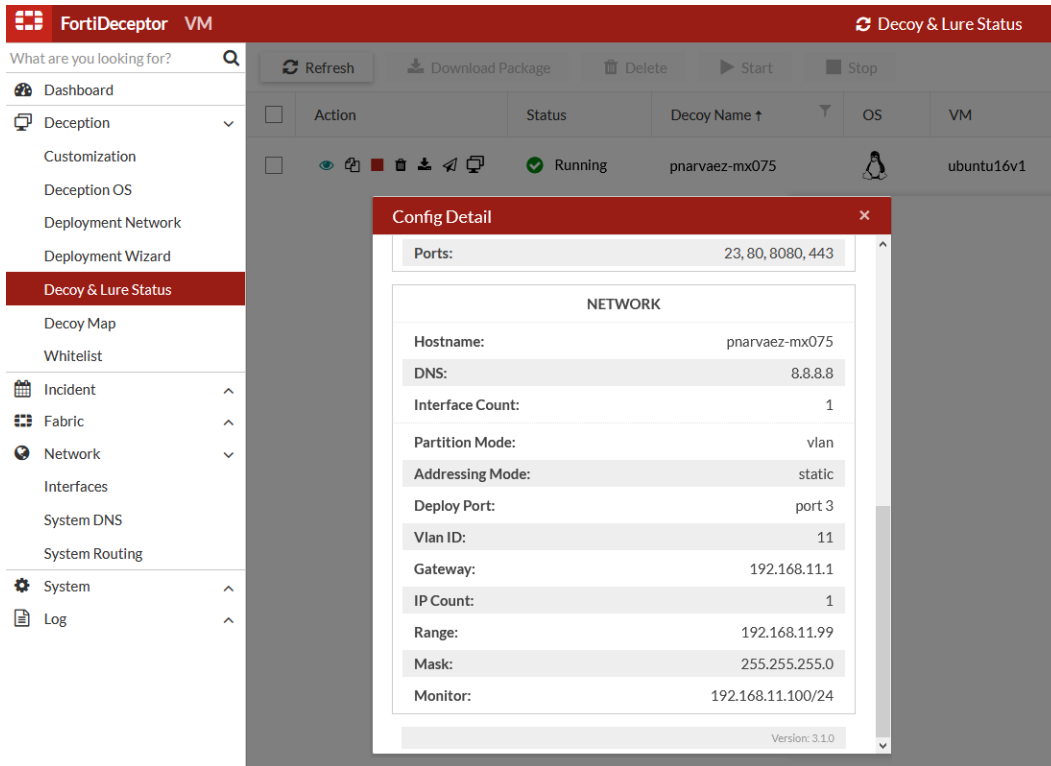 FortiDeceptor VM
Decoy & Lure Status
What are you looking for?
Dashboard
Deception
Customization
Deception OS
Deployment Network
Deployment Wizard
Decoy & Lure Status
Decoy Map
Whitelist
Incident
Fabric
Network
Interfaces
System DNS
System Routing
System
Log
Refresh Download Package Delete Start Stop
Action Status Decoy Name OS VM
Running pnarvaez-mx075 ubuntu16v1
Config Detail
Ports: 23, 80, 8080, 443
NETWORK
Hostname: pnarvaez-mx075
DNS: 8.8.8.8
Interface Count: 1
Partition Mode: vlan
Addressing Mode: static
Deploy Port: port 3
Vlan ID: 11
Gateway: 192.168.11.1
IP Count: 1
Range: 192.168.11.99
Mask: 255.255.255.0
Monitor: 192.168.11.100/24
Version: 3.1.0